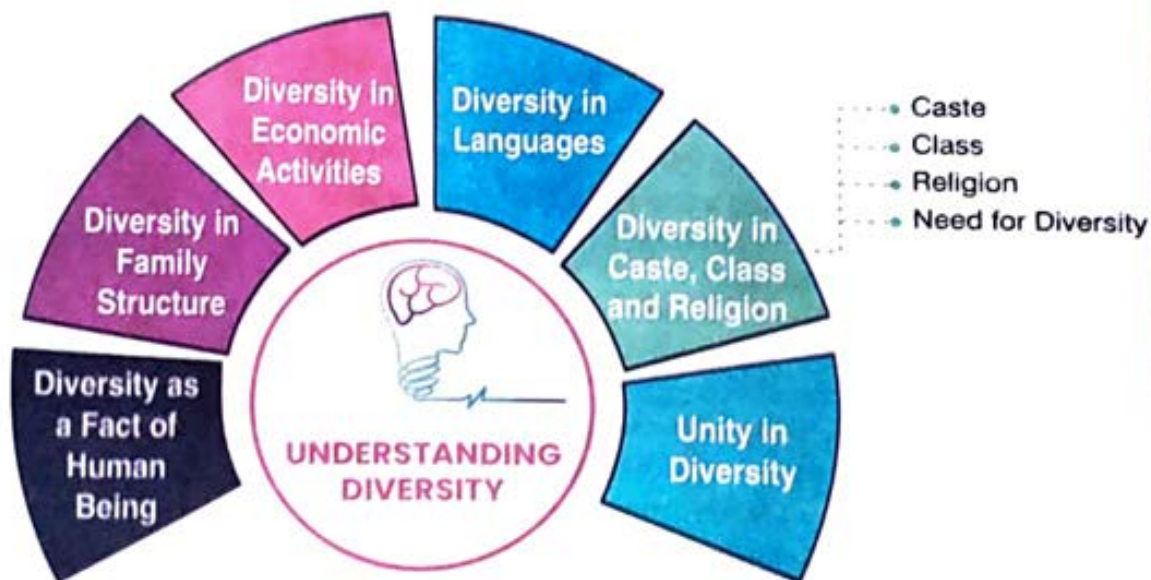 Diversity as
a Fact of
Human
Being
Diversity in
Family
Structure
Diversity in
Economic
Activities
Diversity in
Languages
Diversity in
Caste, Class
and Religion
Caste
Class
Religion
Need for Diversity
Unity in
Diversity
UNDERSTANDING
DIVERSITY